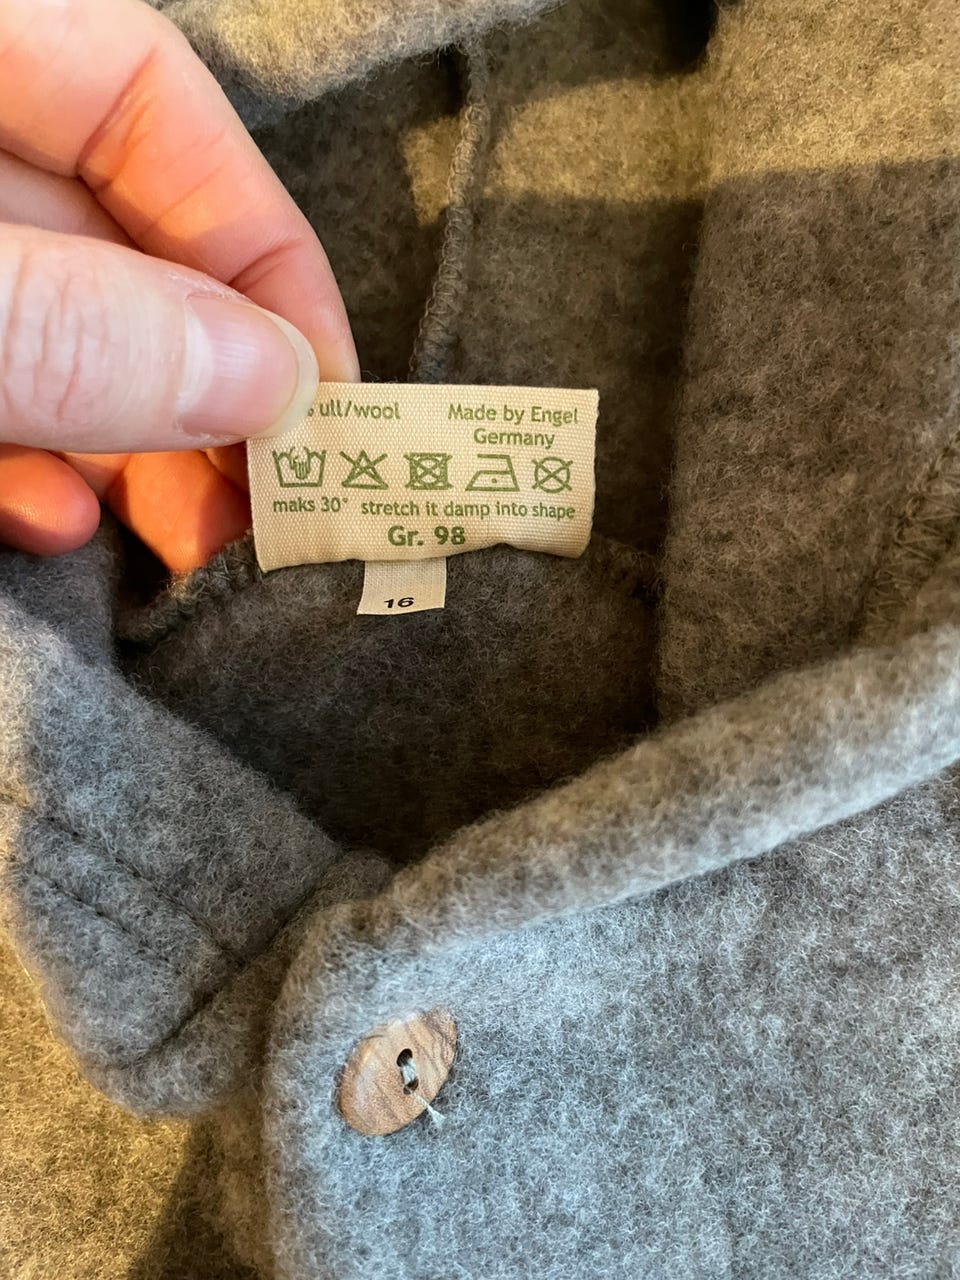 % ull/wool
Made by Engel
Germany
maks 30° stretch it damp into shape
Gr. 98
16